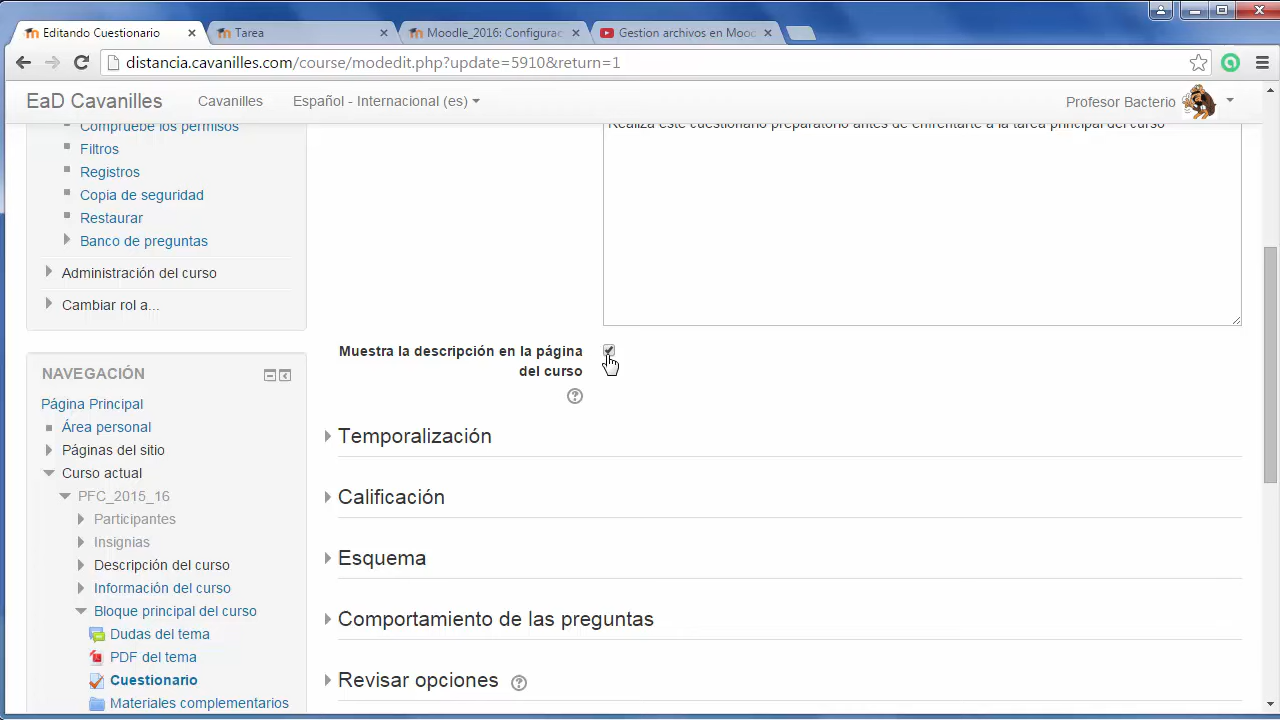 Editando Cuestionario
Tarea
Moodle_2016: Configurac
Gestion archivos en Mood
distancia.cavanilles.com/course/modedit.php?update=5910&return=1
EaD Cavanilles
Cavanilles
Español - Internacional (es)
Profesor Bacterio
Compruebe los permisos
Realiza este cuestionario preparatorio antes de enfrentarte a la tarea principal del curso
Filtros
Registros
Copia de seguridad
Restaurar
Banco de preguntas
Administración del curso
Cambiar rol a...
Muestra la descripción en la página
del curso
NAVEGACIÓN
Página Principal
Área personal
Páginas del sitio
Curso actual
PFC_2015_16
Participantes
Insignias
Descripción del curso
Información del curso
Bloque principal del curso
Dudas del tema
PDF del tema
Cuestionario
Materiales complementarios
Temporalización
Calificación
Esquema
Comportamiento de las preguntas
Revisar opciones